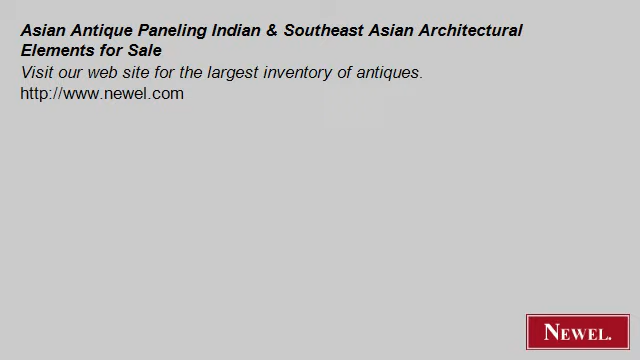 Asian Antique Paneling Indian & Southeast Asian Architectural
Elements for Sale
Visit our web site for the largest inventory of antiques.
http://www.newel.com
NEWEL.